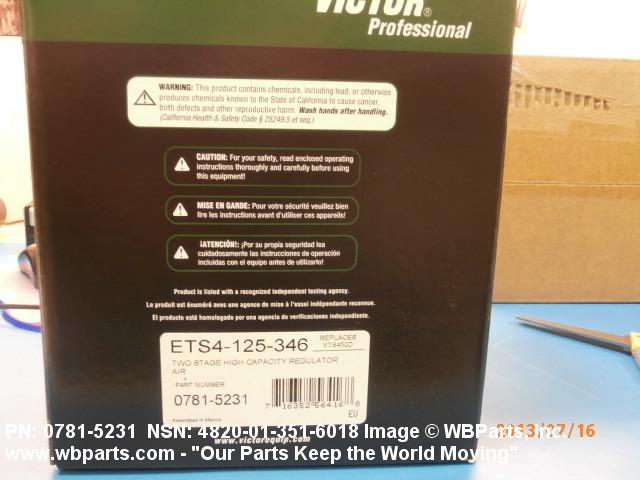 VICTOR®
Professional
WARNING: This product contains chemicals, including lead, or otherwise
produces chemicals known to the State of California to cause cancer,
birth defects and other reproductive harm. Wash hands after handling.
(California Health & Safety Code § 25249.5 et seq.)
CAUTION: For your safety, read enclosed operating
instructions thoroughly and carefully before using
this equipment!
MISE EN GARDE: Pour votre sécurité veuillez bien
lire les instructions avant d'utiliser ces appareils!
¡ATENCIÓN!: ¡Por su propia seguridad lea
cuidadosamente las instrucciones de operación
incluidas con el equipo antes de utilizarlo!
Product is listed with a recognized independent testing agency.
Le produit est énuméré avec une agence de mise à l'essai indépendante reconnue.
El producto está homologado por una agencia de verificaciones independiente.
ETS4-125-346
REPLACES
VTS450D
TWO STAGE HIGH CAPACITY REGULATOR
AIR
PART NUMBER:
0781-5231
7 16352 56416 8
EU
Assembled in Mexico
www.victorequip.com
PN: 0781-5231 NSN: 4820-01-351-6018 Image © WBParts, Inc
www.wbparts.com - "Our Parts Keep the World Moving"